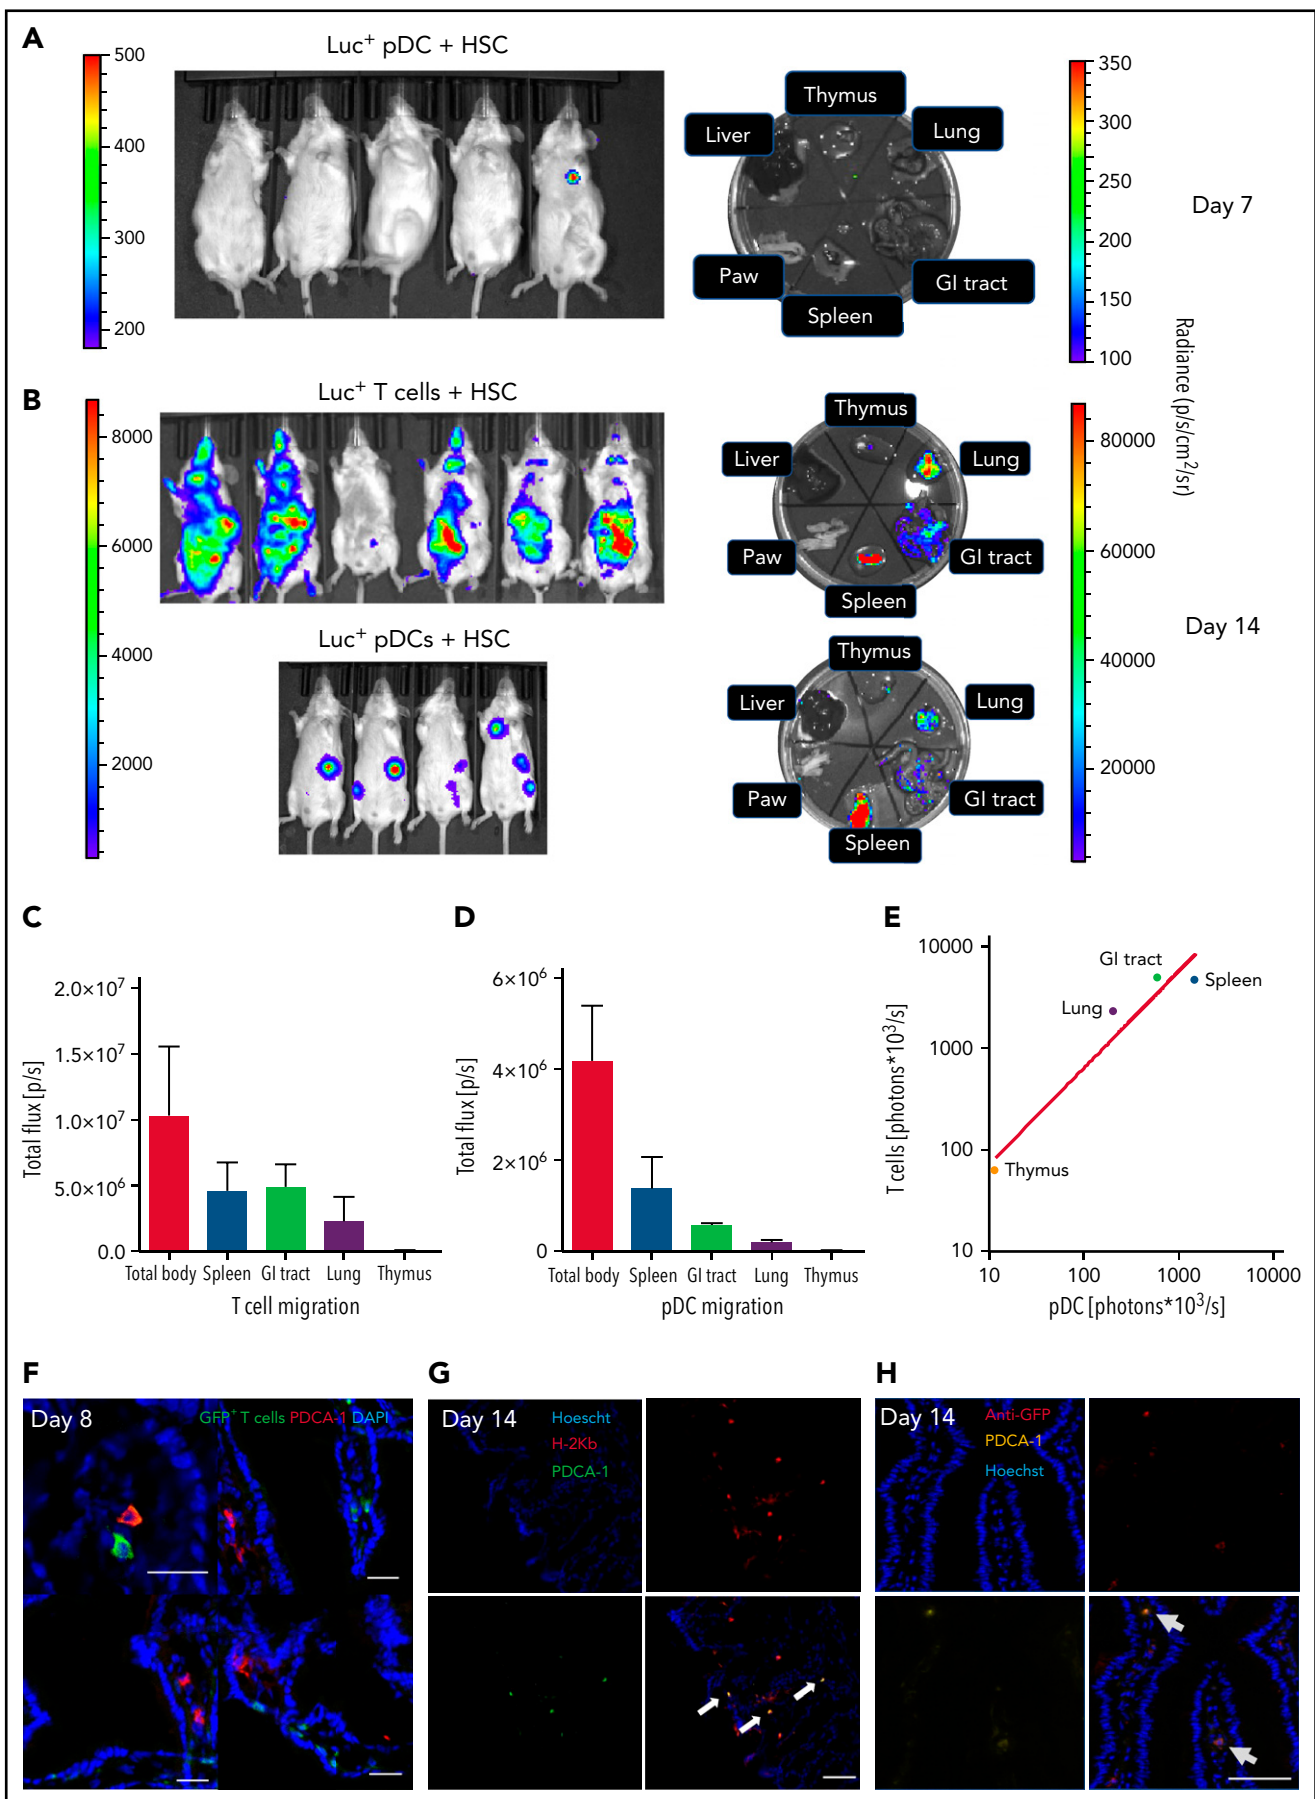 A
Luc⁺ pDC + HSC
500
400
300
200
Thymus
Liver
Lung
Paw
GI tract
Spleen
350
300
250
200
150
100
Day 7
Radiance (p/s/cm²/sr)
B
Luc⁺ T cells + HSC
8000
6000
4000
2000
Thymus
Liver
Lung
Paw
GI tract
Spleen
Luc⁺ pDCs + HSC
Thymus
Liver
Lung
Paw
GI tract
Spleen
80000
60000
40000
20000
Day 14
C
Total flux [p/s]
2.0×10⁷
1.5×10⁷
1.0×10⁷
5.0×10⁶
0.0
Total body Spleen GI tract Lung Thymus
T cell migration
D
Total flux [p/s]
6×10⁶
4×10⁶
2×10⁶
0
Total body Spleen GI tract Lung Thymus
pDC migration
E
T cells [photons*10³/s]
10000
1000
100
10
GI tract
Spleen
Lung
Thymus
10 100 1000 10000
pDC [photons*10³/s]
F
Day 8
GFP⁺ T cells PDCA-1 DAPI
G
Day 14
Hoescht
H-2Kb
PDCA-1
H
Day 14
Anti-GFP
PDCA-1
Hoechst